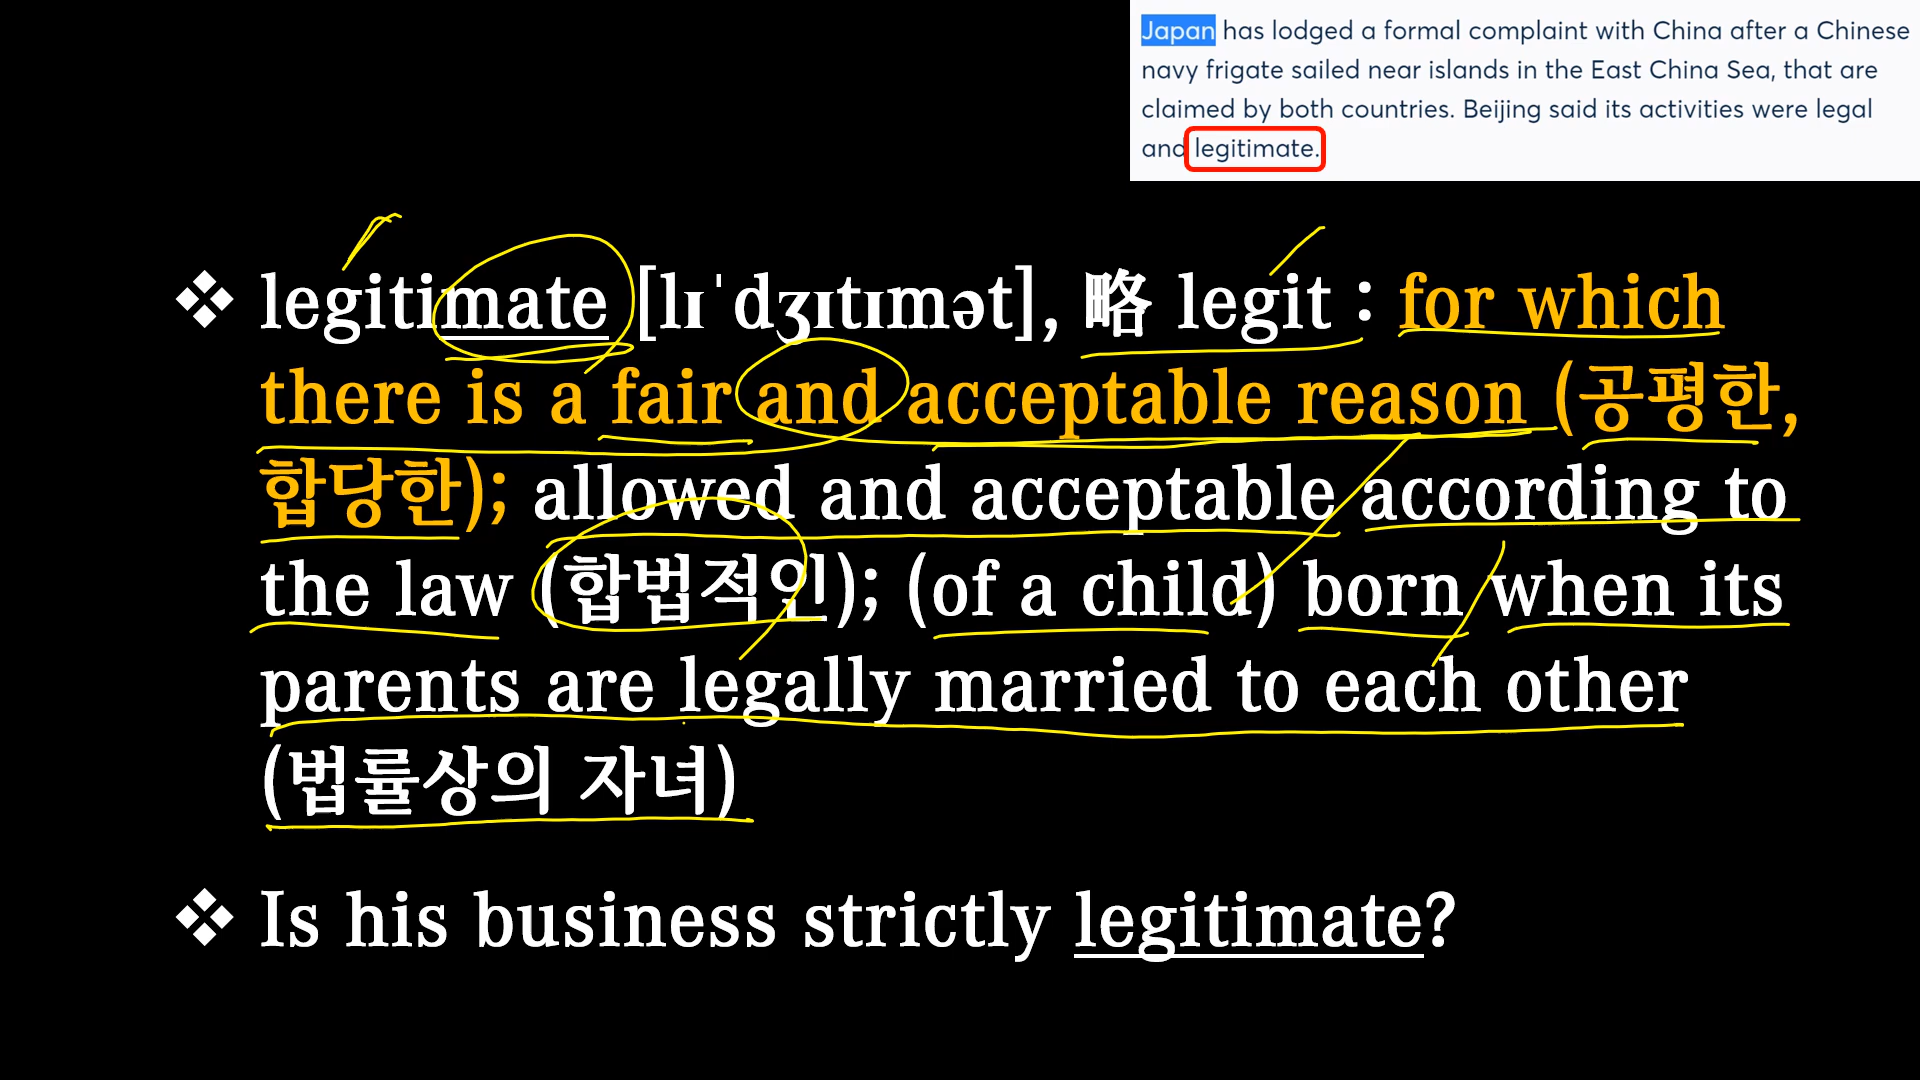 Japan has lodged a formal complaint with China after a Chinese
navy frigate sailed near islands in the East China Sea, that are
claimed by both countries. Beijing said its activities were legal
and legitimate.
❖ legitimate [lɪˈdʒɪtɪmət], 略 legit : for which
there is a fair and acceptable reason (공평한,
합당한); allowed and acceptable according to
the law (합법적인); (of a child) born when its
parents are legally married to each other
(법률상의 자녀)
❖ Is his business strictly legitimate?